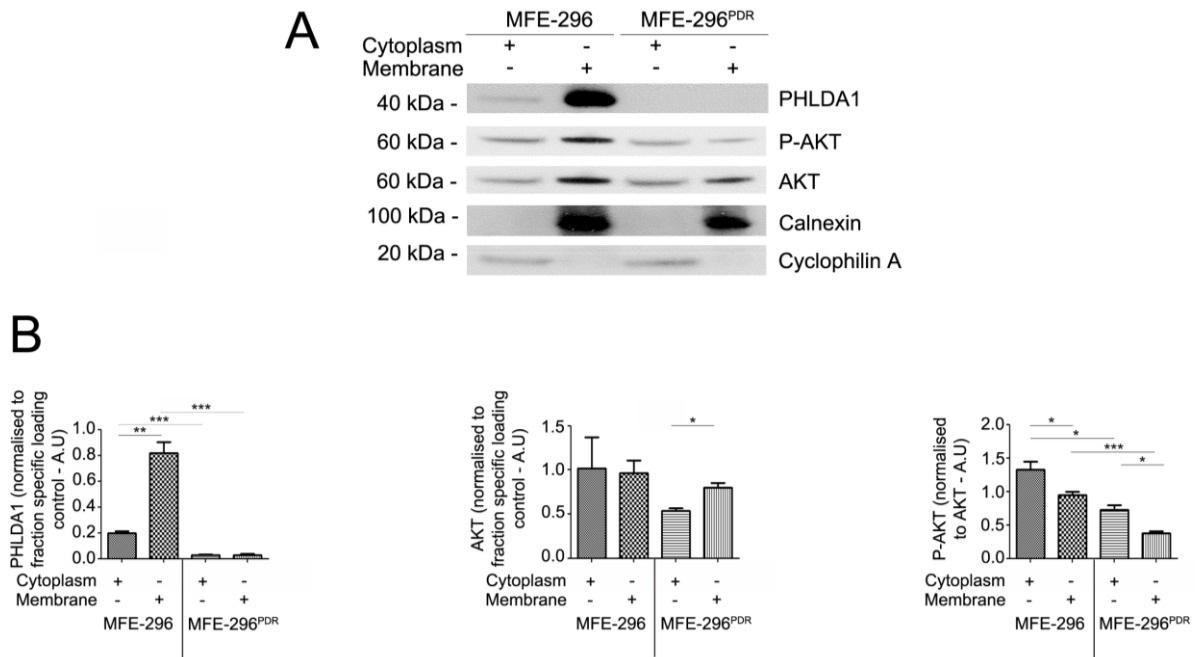 A
MFE-296 MFE-296PDR
Cytoplasm + - + -
Membrane - + - +
40 kDa - PHLDA1
60 kDa - P-AKT
60 kDa - AKT
100 kDa - Calnexin
20 kDa - Cyclophilin A
B
PHLDA1 (normalised to
fraction specific loading
control - A.U)
1.0
0.8
0.6
0.4
0.2
0.0
***
***
**
Cytoplasm + - + -
Membrane - + - +
MFE-296 MFE-296PDR
AKT (normalised to
fraction specific loading
control - A.U)
1.5
1.0
0.5
0.0
*
Cytoplasm + - + -
Membrane - + - +
MFE-296 MFE-296PDR
P-AKT (normalised
to AKT - A.U)
2.0
1.5
1.0
0.5
0.0
*
*
***
*
Cytoplasm + - + -
Membrane - + - +
MFE-296 MFE-296PDR